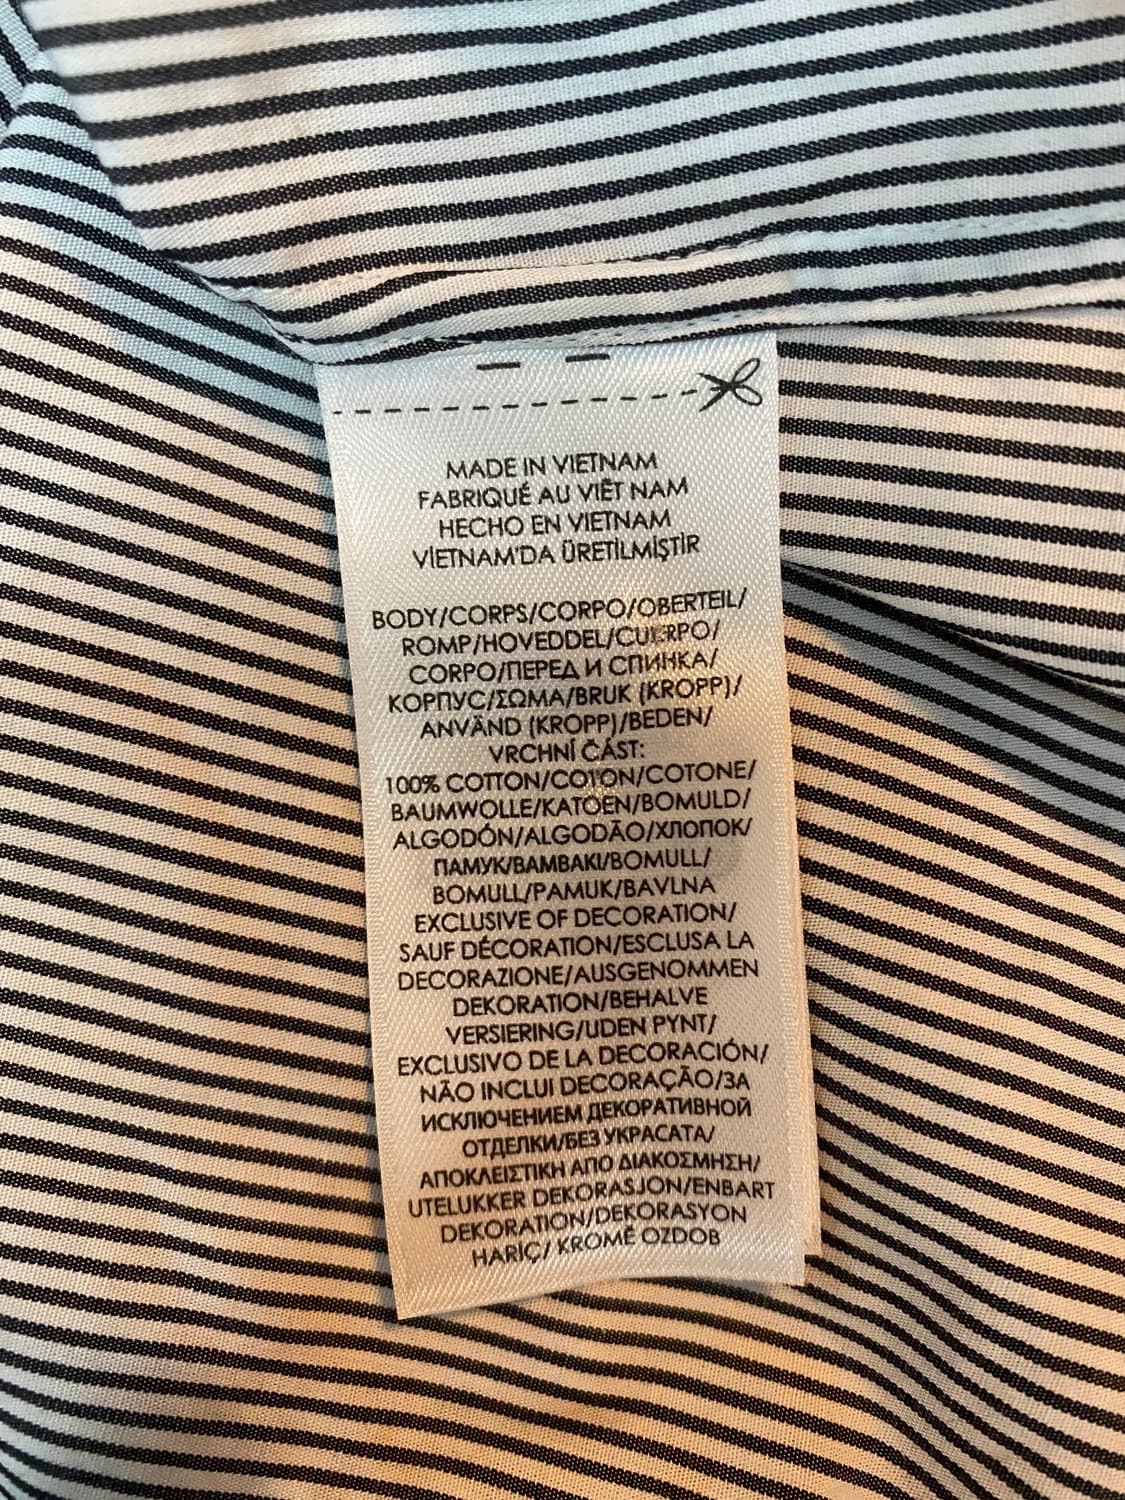 MADE IN VIETNAM
FABRIQUÉ AU VIÊT NAM
HECHO EN VIETNAM
VİETNAM'DA ÜRETİLMİŞTİR
BODY/CORPS/CORPO/OBERTEIL/
ROMP/HOVEDDEL/CUERPO/
CORPO/ПЕРЕД И СПИНКА/
КОРПУС/ΣΩΜΑ/BRUK (KROPP)/
ANVÄND (KROPP)/BEDEN/
VRCHNÍ ČÁST:
100% COTTON/COTON/COTONE/
BAUMWOLLE/KATOEN/BOMULD/
ALGODÓN/ALGODÃO/ХЛОПОК/
ПАМУК/ΒΑΜΒΑΚΙ/BOMULL/
BOMULL/PAMUK/BAVLNA
EXCLUSIVE OF DECORATION/
SAUF DÉCORATION/ESCLUSA LA
DECORAZIONE/AUSGENOMMEN
DEKORATION/BEHALVE
VERSIERING/UDEN PYNT/
EXCLUSIVO DE LA DECORACIÓN/
NÃO INCLUI DECORAÇÃO/ЗА
ИСКЛЮЧЕНИЕМ ДЕКОРАТИВНОЙ
ОТДЕЛКИ/БЕЗ УКРАСАТА/
ΑΠΟΚΛΕΙΣΤΙΚΗ ΑΠΟ ΔΙΑΚΟΣΜΗΣΗ/
UTELUKKER DEKORASJON/ENBART
DEKORATION/DEKORASYON
HARİÇ/ KROMĚ OZDOB